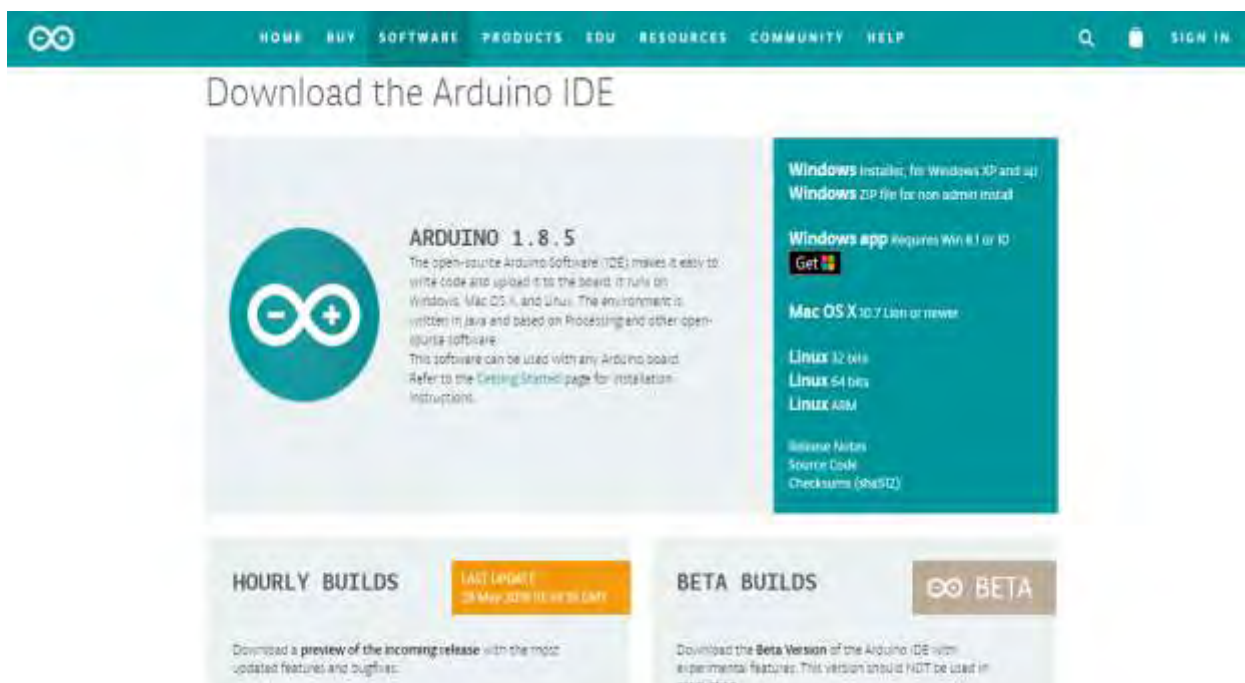 HOME BUY SOFTWARE PRODUCTS EDU RESOURCES COMMUNITY HELP SIGN IN
Download the Arduino IDE
ARDUINO 1.8.5
The open-source Arduino Software (IDE) makes it easy to
write code and upload it to the board. It runs on
Windows, Mac OS X, and Linux. The environment is
written in Java and based on Processing and other open-
source software.
This software can be used with any Arduino board.
Refer to the Getting Started page for installation
instructions.
Windows Installer, for Windows XP and up
Windows ZIP file for non admin install
Windows app Requires Win 8.1 or 10
Get
Mac OS X 10.7 Lion or newer
Linux 32 bits
Linux 64 bits
Linux ARM
Release Notes
Source Code
Checksums (sha512)
HOURLY BUILDS
LAST UPDATE
Download a preview of the incoming release with the most
updated features and bugfixes.
BETA BUILDS
BETA
Download the Beta Version of the Arduino IDE with
experimental features. This version should NOT be used in